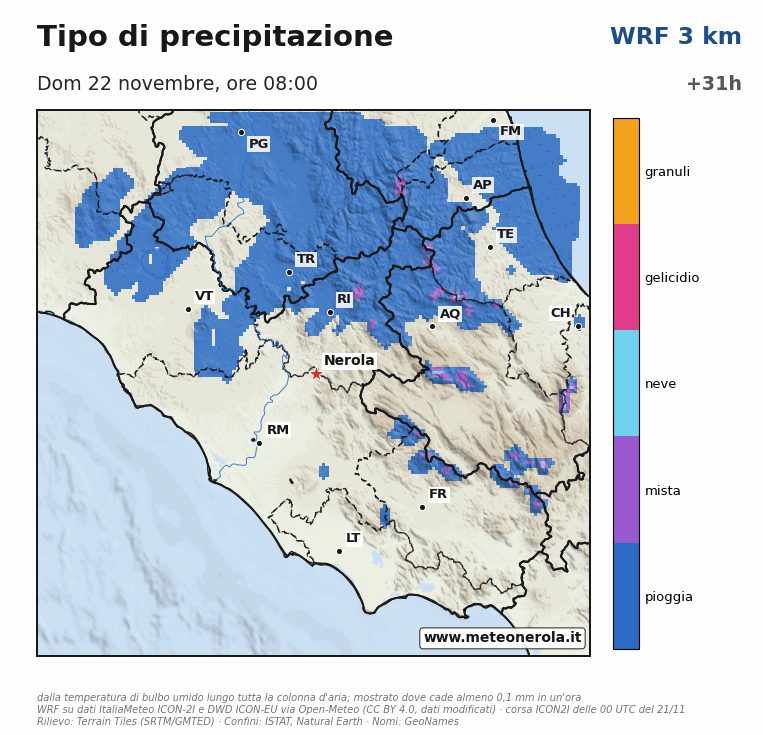 Tipo di precipitazione
WRF 3 km
Dom 22 novembre, ore 08:00
+31h
FM
PG
AP
TE
TR
VT
RI
AQ
CH
Nerola
RM
FR
LT
www.meteonerola.it
granuli
gelicidio
neve
mista
pioggia
dalla temperatura di bulbo umido lungo tutta la colonna d'aria; mostrato dove cade almeno 0,1 mm in un'ora
WRF su dati ItaliaMeteo ICON-2I e DWD ICON-EU via Open-Meteo (CC BY 4.0, dati modificati) · corsa ICON2I delle 00 UTC del 21/11
Rilievo: Terrain Tiles (SRTM/GMTED) · Confini: ISTAT, Natural Earth · Nomi: GeoNames